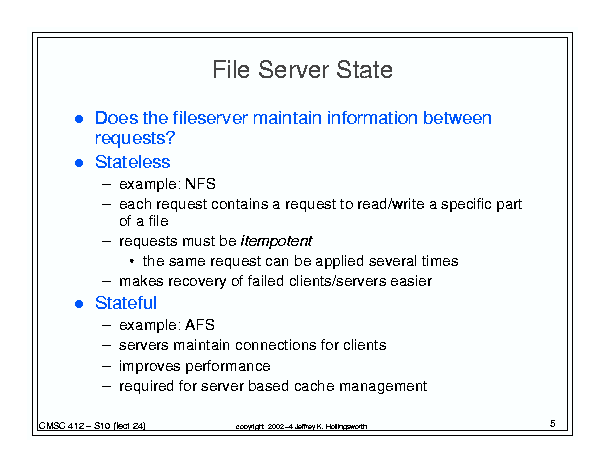 File Server State
● Does the fileserver maintain information between
requests?
● Stateless
– example: NFS
– each request contains a request to read/write a specific part
of a file
– requests must be itempotent
• the same request can be applied several times
– makes recovery of failed clients/servers easier
● Stateful
– example: AFS
– servers maintain connections for clients
– improves performance
– required for server based cache management
CMSC 412 – S10 (lect 24)
copyright 2002-4 Jeffrey K. Hollingsworth
5